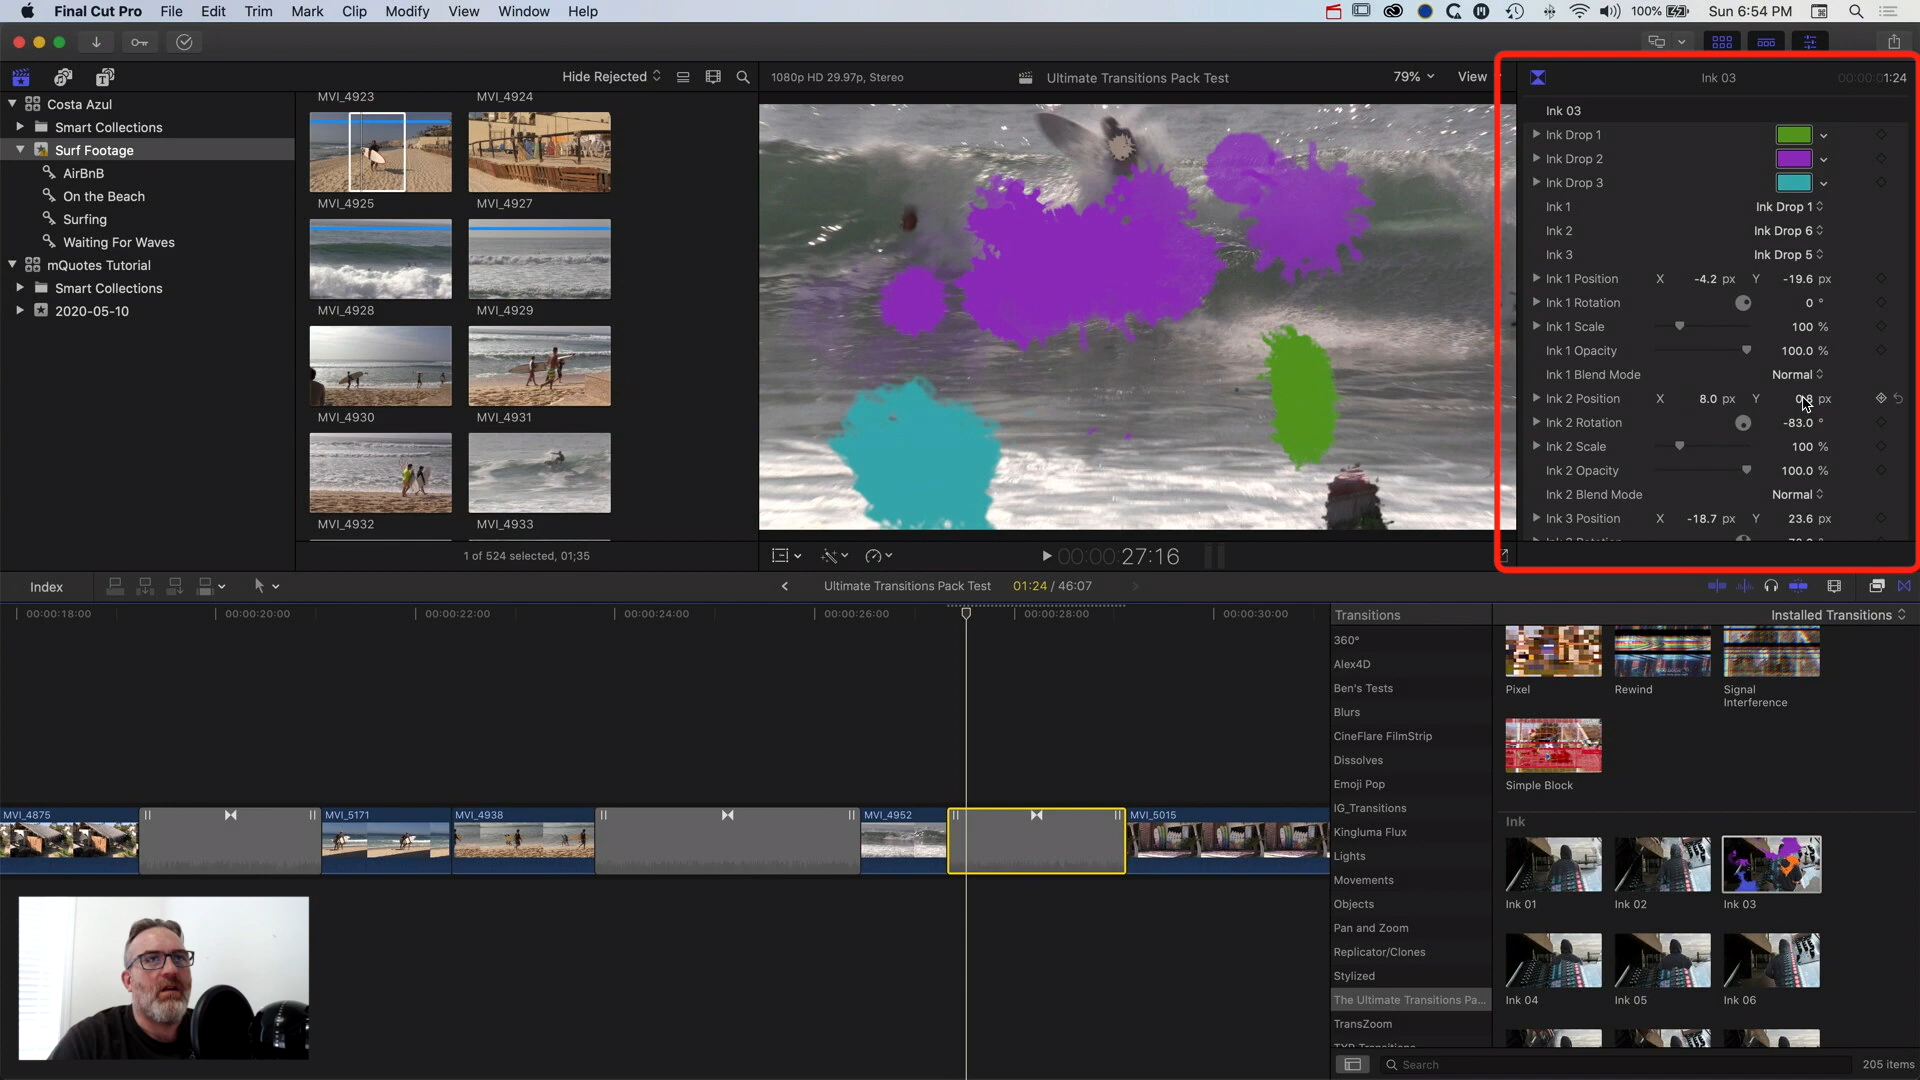 Final Cut Pro File Edit Trim Mark Clip Modify View Window Help 100% Sun 6:54 PM
Hide Rejected 1080p HD 29.97p, Stereo Ultimate Transitions Pack Test 79% View Ink 03 00:00:01:24
Costa Azul
Smart Collections
Surf Footage
AirBnB
On the Beach
Surfing
Waiting For Waves
mQuotes Tutorial
Smart Collections
2020-05-10
MVI_4923 MVI_4924
MVI_4925 MVI_4927
MVI_4928 MVI_4929
MVI_4930 MVI_4931
MVI_4932 MVI_4933
1 of 524 selected, 01;35
00:00:00:27:16
Ink 03
Ink Drop 1
Ink Drop 2
Ink Drop 3
Ink 1 Ink Drop 1
Ink 2 Ink Drop 6
Ink 3 Ink Drop 5
Ink 1 Position X -4.2 px Y -19.6 px
Ink 1 Rotation 0 °
Ink 1 Scale 100 %
Ink 1 Opacity 100.0 %
Ink 1 Blend Mode Normal
Ink 2 Position X 8.0 px Y px
Ink 2 Rotation -83.0 °
Ink 2 Scale 100 %
Ink 2 Opacity 100.0 %
Ink 2 Blend Mode Normal
Ink 3 Position X -18.7 px Y 23.6 px
Index Ultimate Transitions Pack Test 01:24 / 46:07
00:00:18:00 00:00:20:00 00:00:22:00 00:00:24:00 00:00:26:00 00:00:28:00 00:00:30:00
MVI_4875 MVI_5171 MVI_4938 MVI_4952 MVI_5015
Transitions Installed Transitions
360°
Alex4D
Ben's Tests
Blurs
CineFlare FilmStrip
Dissolves
Emoji Pop
IG_Transitions
Kingluma Flux
Lights
Movements
Objects
Pan and Zoom
Replicator/Clones
Stylized
The Ultimate Transitions Pa...
TransZoom
Pixel Rewind Signal
Interference
Simple Block
Ink
Ink 01 Ink 02 Ink 03
Ink 04 Ink 05 Ink 06
Search 205 items